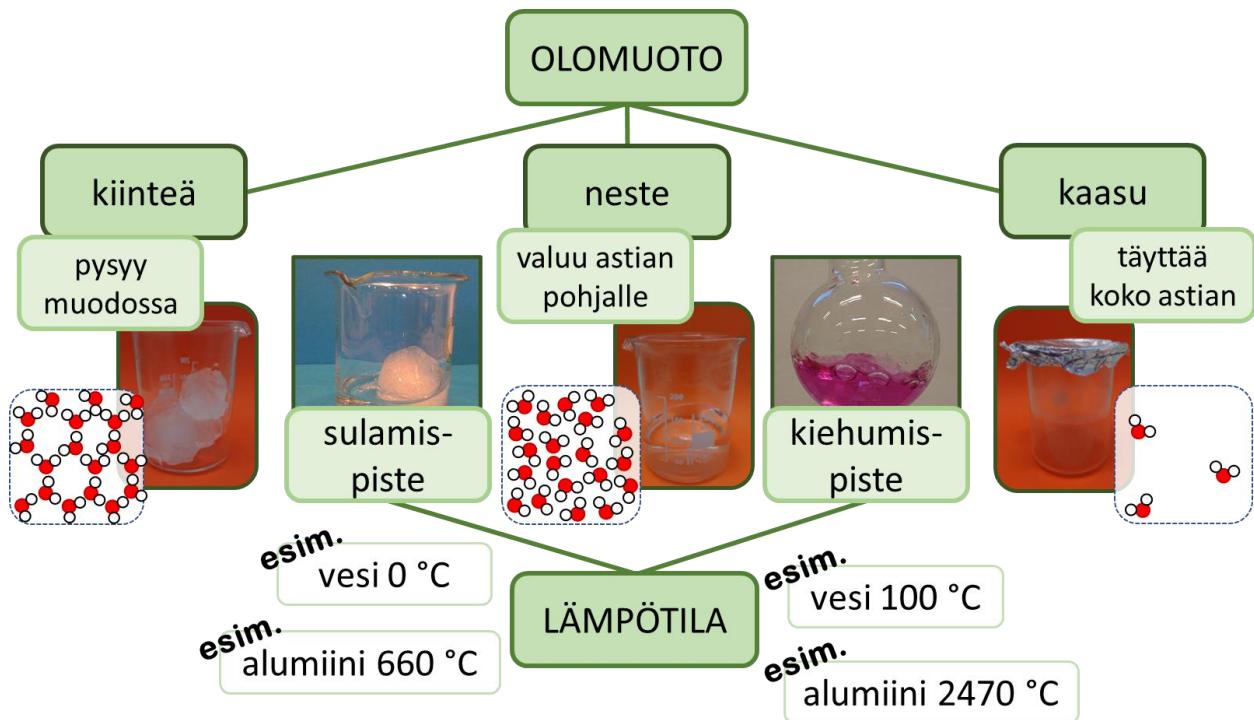 OLOMUOTO
kiinteä
neste
kaasu
pysyy
muodossa
valuu astian
pohjalle
täyttää
koko astian
sulamis-
piste
kiehumis-
piste
esim.
vesi 0 °C
esim.
alumiini 660 °C
LÄMPÖTILA
esim.
vesi 100 °C
esim.
alumiini 2470 °C